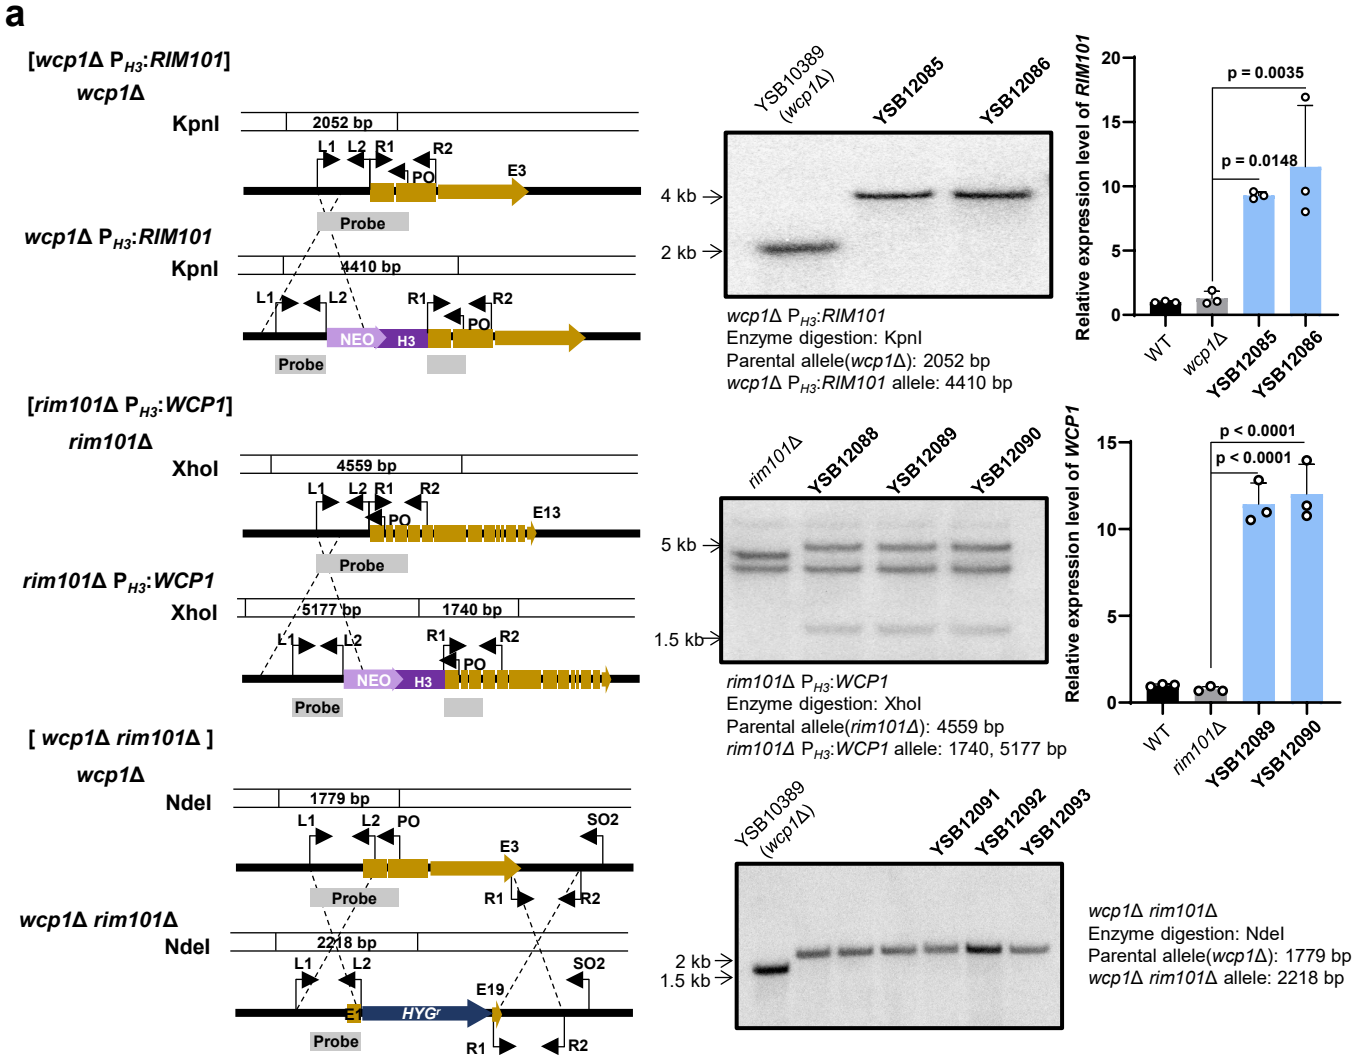 a
[wcp1Δ PH3:RIM101]
wcp1Δ
KpnI
2052 bp
L1 L2 R1 R2
PO
E3
Probe
wcp1Δ PH3:RIM101
KpnI
4410 bp
L1 L2 R1 R2
PO
NEO H3
Probe
YSB10389
(wcp1Δ)
YSB12085
YSB12086
4 kb
2 kb
wcp1Δ PH3:RIM101
Enzyme digestion: KpnI
Parental allele(wcp1Δ): 2052 bp
wcp1Δ PH3:RIM101 allele: 4410 bp
Relative expression level of RIM101
20
15
10
5
0
p = 0.0035
p = 0.0148
WT
wcp1Δ
YSB12085
YSB12086
[rim101Δ PH3:WCP1]
rim101Δ
XhoI
4559 bp
L1 L2 R1 R2
PO
E13
Probe
rim101Δ PH3:WCP1
XhoI
5177 bp 1740 bp
L1 L2 R1 R2
PO
NEO H3
Probe
rim101Δ
YSB12088
YSB12089
YSB12090
5 kb
1.5 kb
rim101Δ PH3:WCP1
Enzyme digestion: XhoI
Parental allele(rim101Δ): 4559 bp
rim101Δ PH3:WCP1 allele: 1740, 5177 bp
Relative expression level of WCP1
15
10
5
0
p < 0.0001
p < 0.0001
WT
rim101Δ
YSB12089
YSB12090
[ wcp1Δ rim101Δ ]
wcp1Δ
NdeI
1779 bp
L1 L2 PO SO2
E3
Probe
R1 R2
wcp1Δ rim101Δ
NdeI
2218 bp
L1 L2 SO2
E1 HYGr E19
Probe
R1 R2
YSB10389
(wcp1Δ)
YSB12091
YSB12092
YSB12093
2 kb
1.5 kb
wcp1Δ rim101Δ
Enzyme digestion: NdeI
Parental allele(wcp1Δ): 1779 bp
wcp1Δ rim101Δ allele: 2218 bp